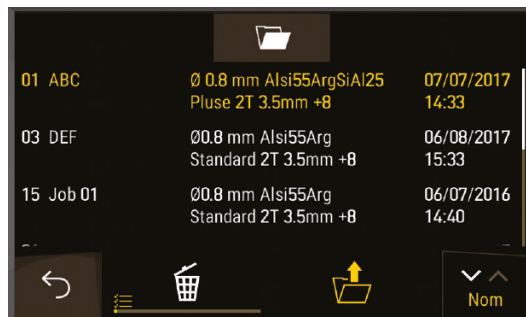 01 ABC Ø 0.8 mm Alsi55ArgSiAl25 07/07/2017
Pluse 2T 3.5mm +8 14:33
03 DEF Ø0.8 mm Alsi55Arg 06/08/2017
Standard 2T 3.5mm +8 15:33
15 Job 01 Ø0.8 mm Alsi55Arg 06/07/2016
Standard 2T 3.5mm +8 14:40
Nom